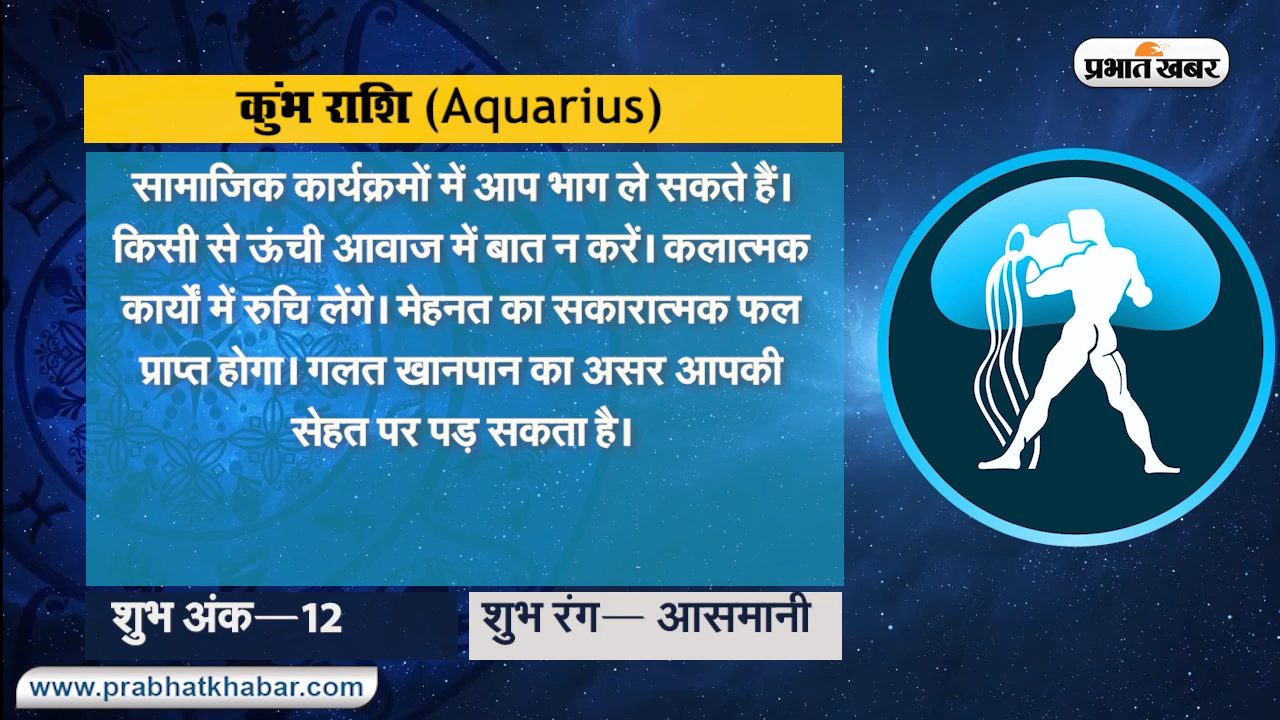 प्रभात खबर
कुंभ राशि (Aquarius)
सामाजिक कार्यक्रमों में आप भाग ले सकते हैं।
किसी से ऊंची आवाज में बात न करें। कलात्मक
कार्यों में रुचि लेंगे। मेहनत का सकारात्मक फल
प्राप्त होगा। गलत खानपान का असर आपकी
सेहत पर पड़ सकता है।
शुभ अंक—12
शुभ रंग— आसमानी
www.prabhatkhabar.com